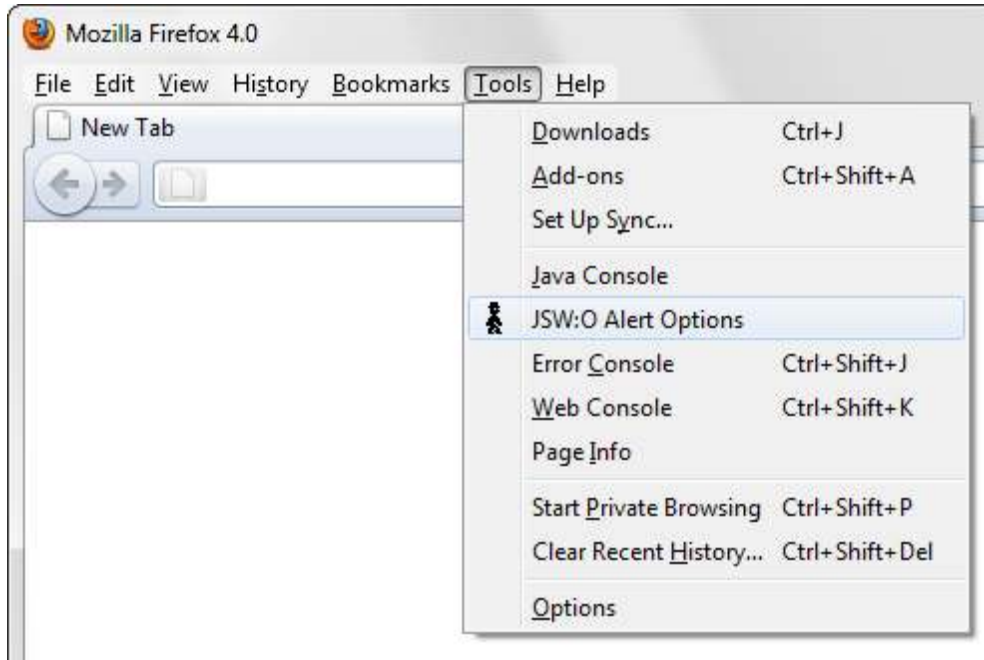 Mozilla Firefox 4.0
File Edit View History Bookmarks Tools Help
New Tab
Downloads Ctrl+J
Add-ons Ctrl+Shift+A
Set Up Sync...
Java Console
JSW:O Alert Options
Error Console Ctrl+Shift+J
Web Console Ctrl+Shift+K
Page Info
Start Private Browsing Ctrl+Shift+P
Clear Recent History... Ctrl+Shift+Del
Options